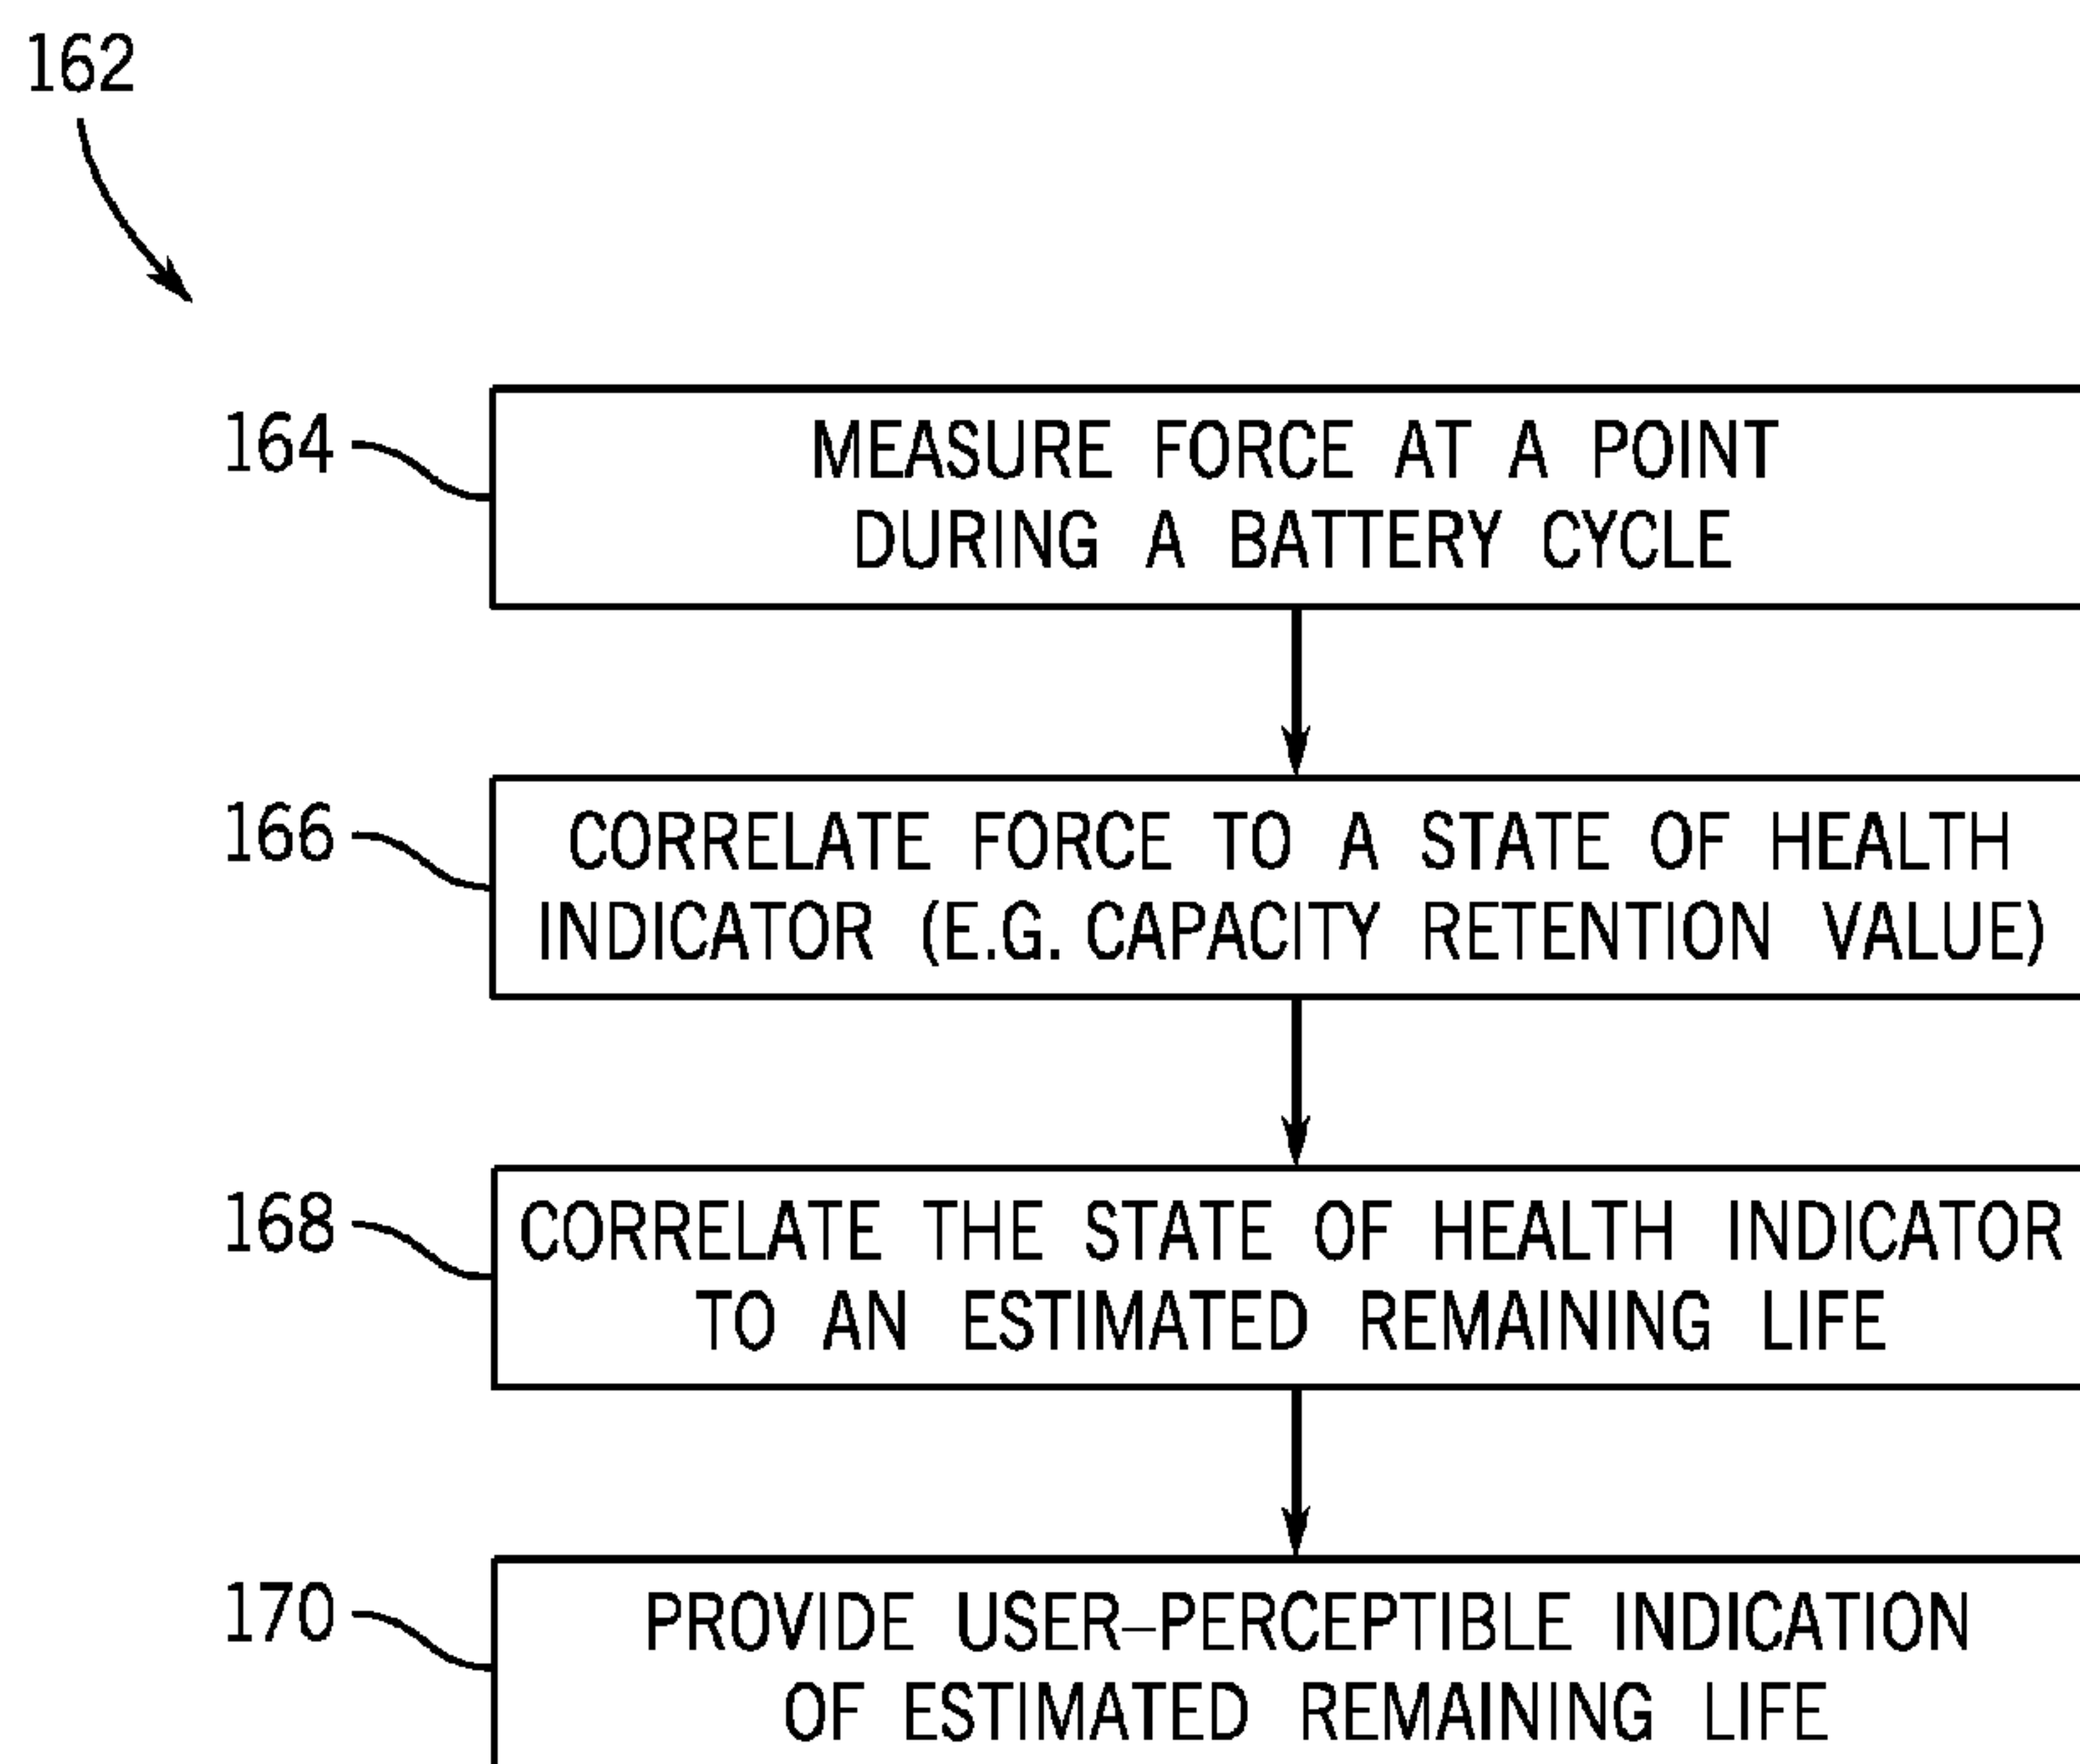 162
164
MEASURE FORCE AT A POINT
DURING A BATTERY CYCLE
166
CORRELATE FORCE TO A STATE OF HEALTH
INDICATOR (E.G. CAPACITY RETENTION VALUE)
168
CORRELATE THE STATE OF HEALTH INDICATOR
TO AN ESTIMATED REMAINING LIFE
170
PROVIDE USER–PERCEPTIBLE INDICATION
OF ESTIMATED REMAINING LIFE